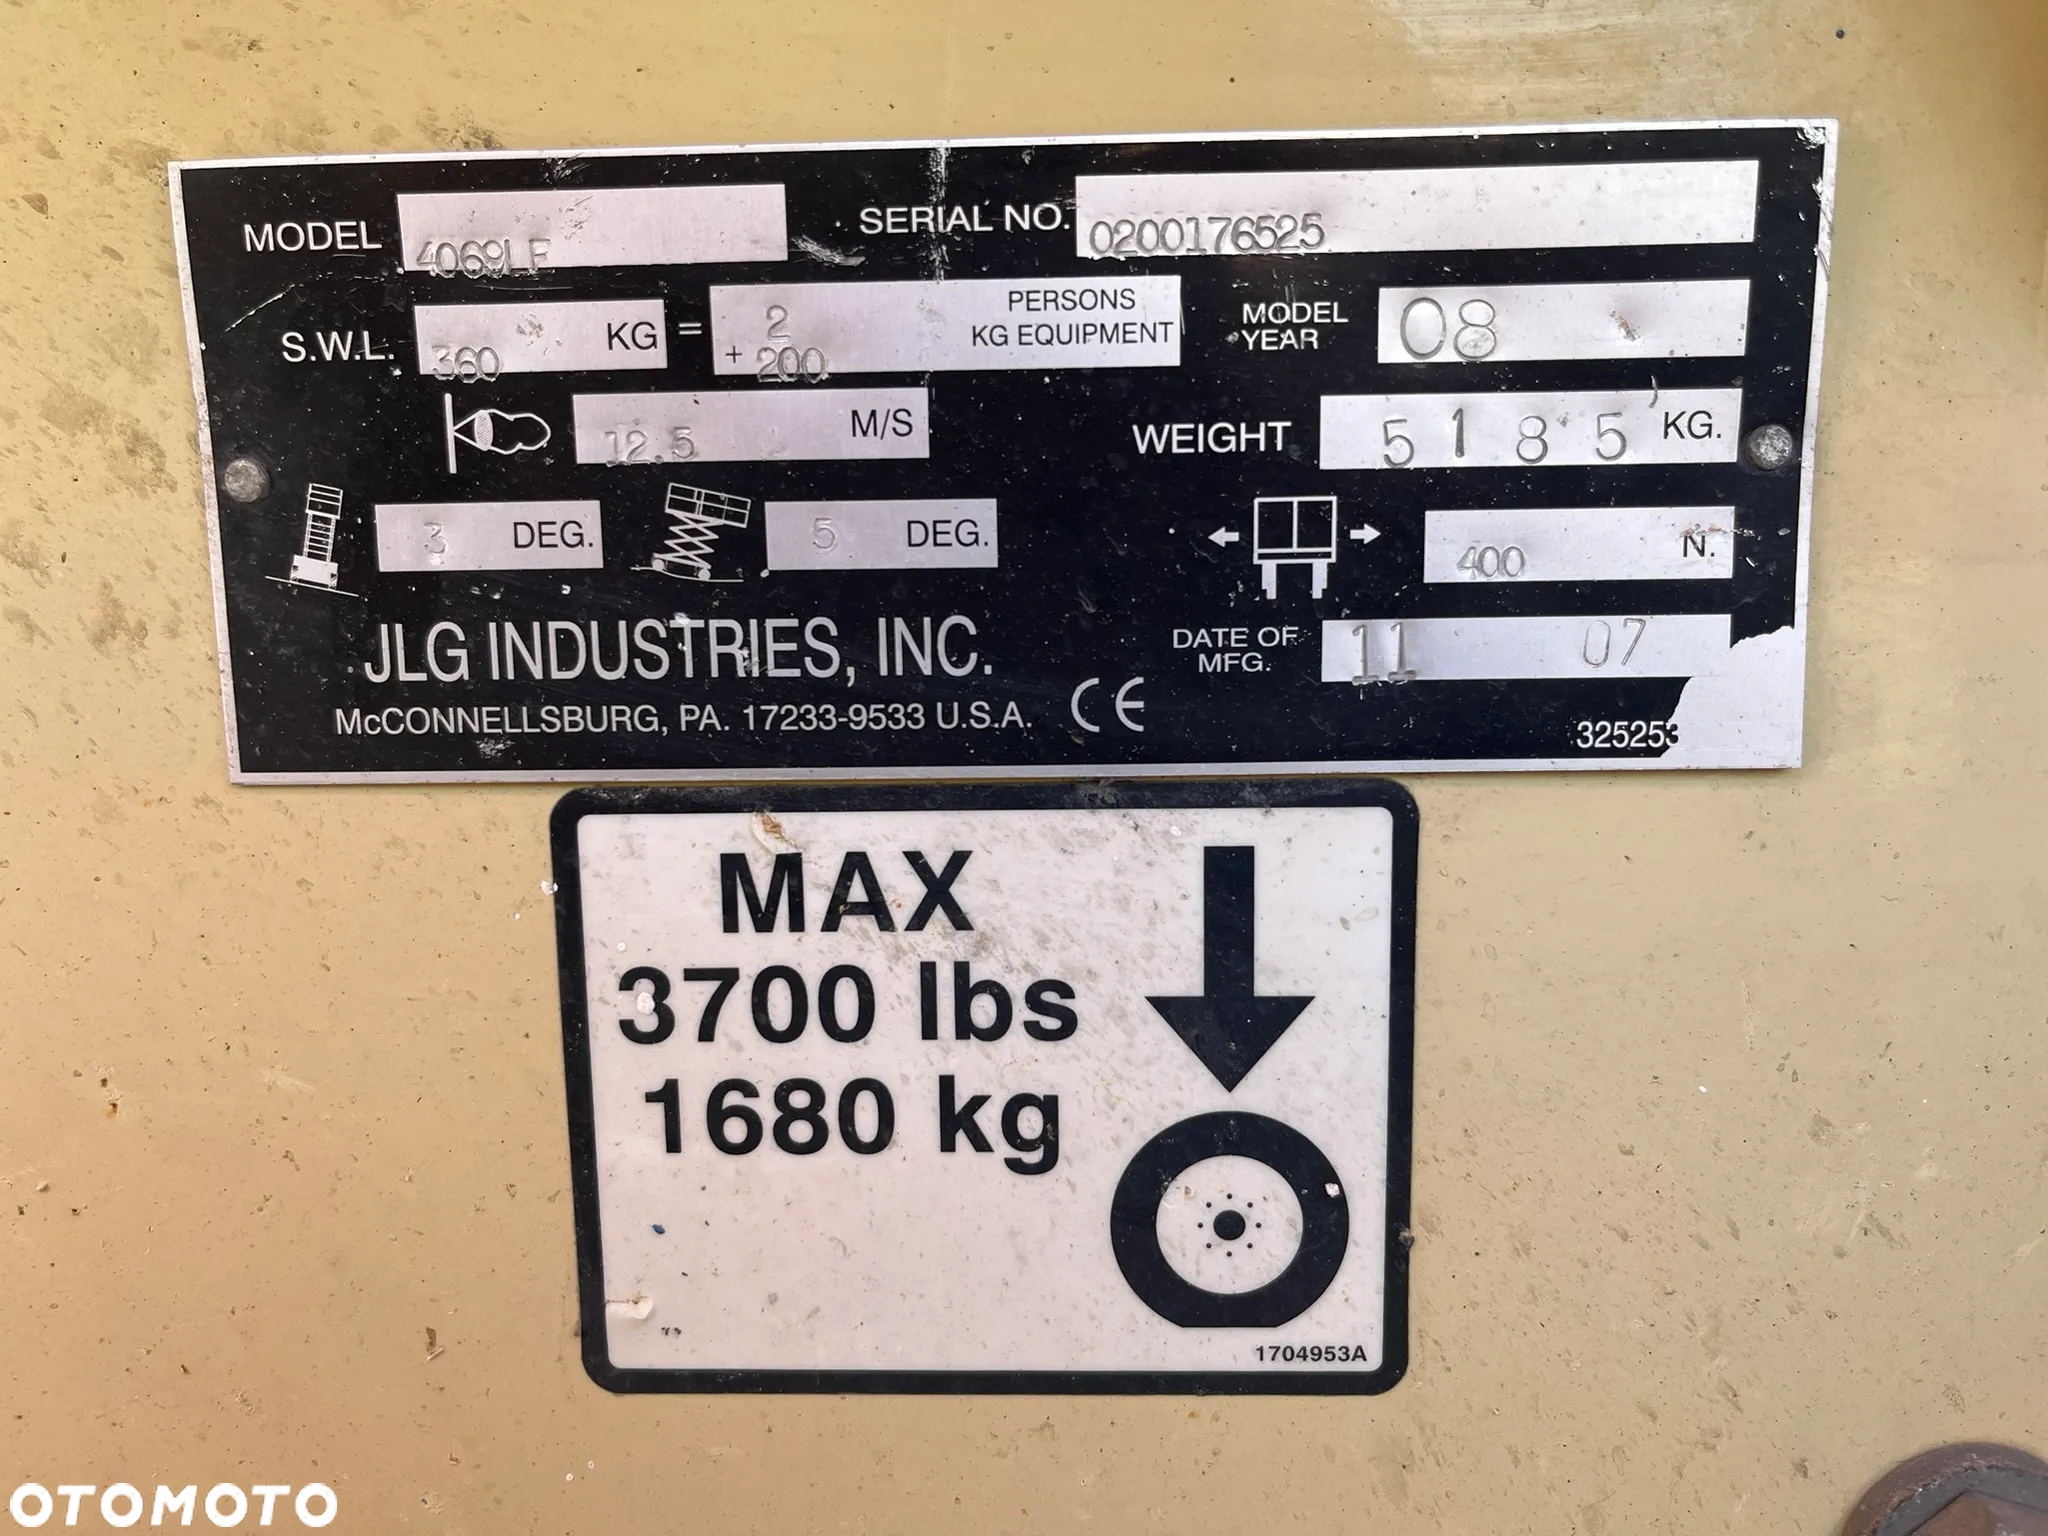 MODEL 4069LE SERIAL NO. 0200176525
S.W.L. 360 KG = 2 PERSONS
+ 200 KG EQUIPMENT
MODEL YEAR 08
12.5 M/S
WEIGHT 5185 KG.
3 DEG. 5 DEG.
400 N.
JLG INDUSTRIES, INC.
DATE OF MFG. 11 07
McCONNELLSBURG, PA. 17233-9533 U.S.A. CE
325253
MAX
3700 lbs
1680 kg
1704953A
OTOMOTO